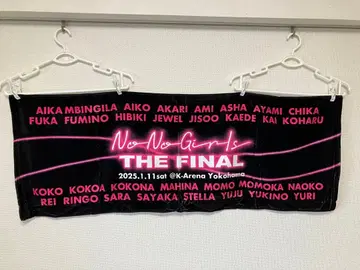 AIKA MBINGILA AIKO AKARI AMI ASHA AYAMI CHIKA
FUKA FUMINO HIBIKI JEWEL JISOO KAEDE KAI KOHARU
No No Girls
THE FINAL
2025.1.11sat @K-Arena Yokohama
KOKO KOKOA KOKONA MAHINA MOMO MOMOKA NAOKO
REI RINGO SARA SAYAKA STELLA YUJU YUKINO YURI